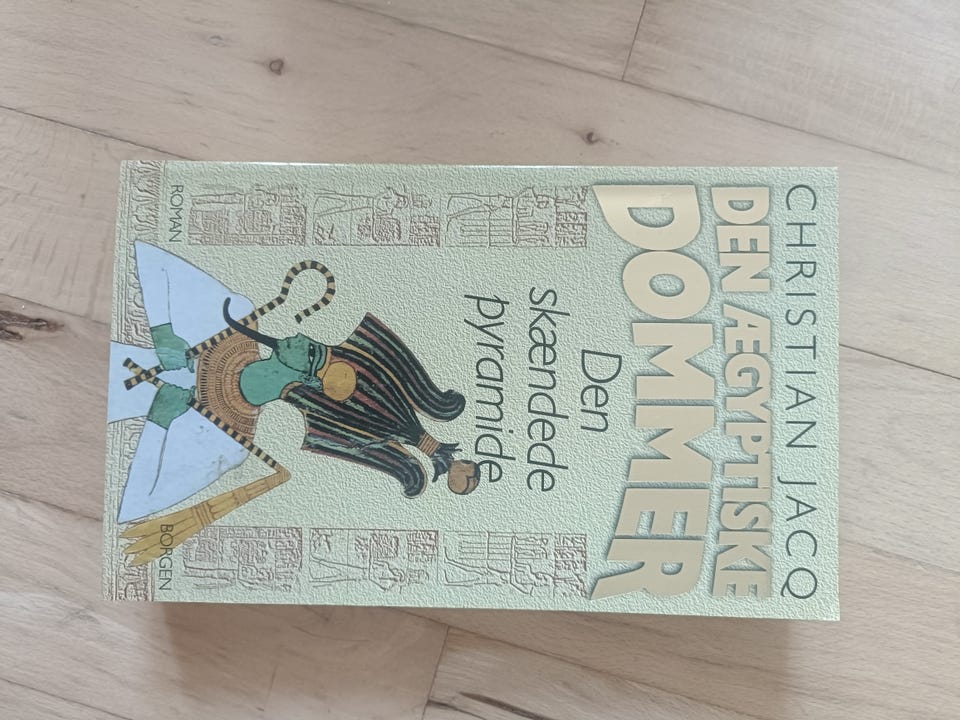 CHRISTIAN JACQ
DEN ÆGYPTISKE
DOMMER
Den
skændede
pyramide
ROMAN
BORGEN